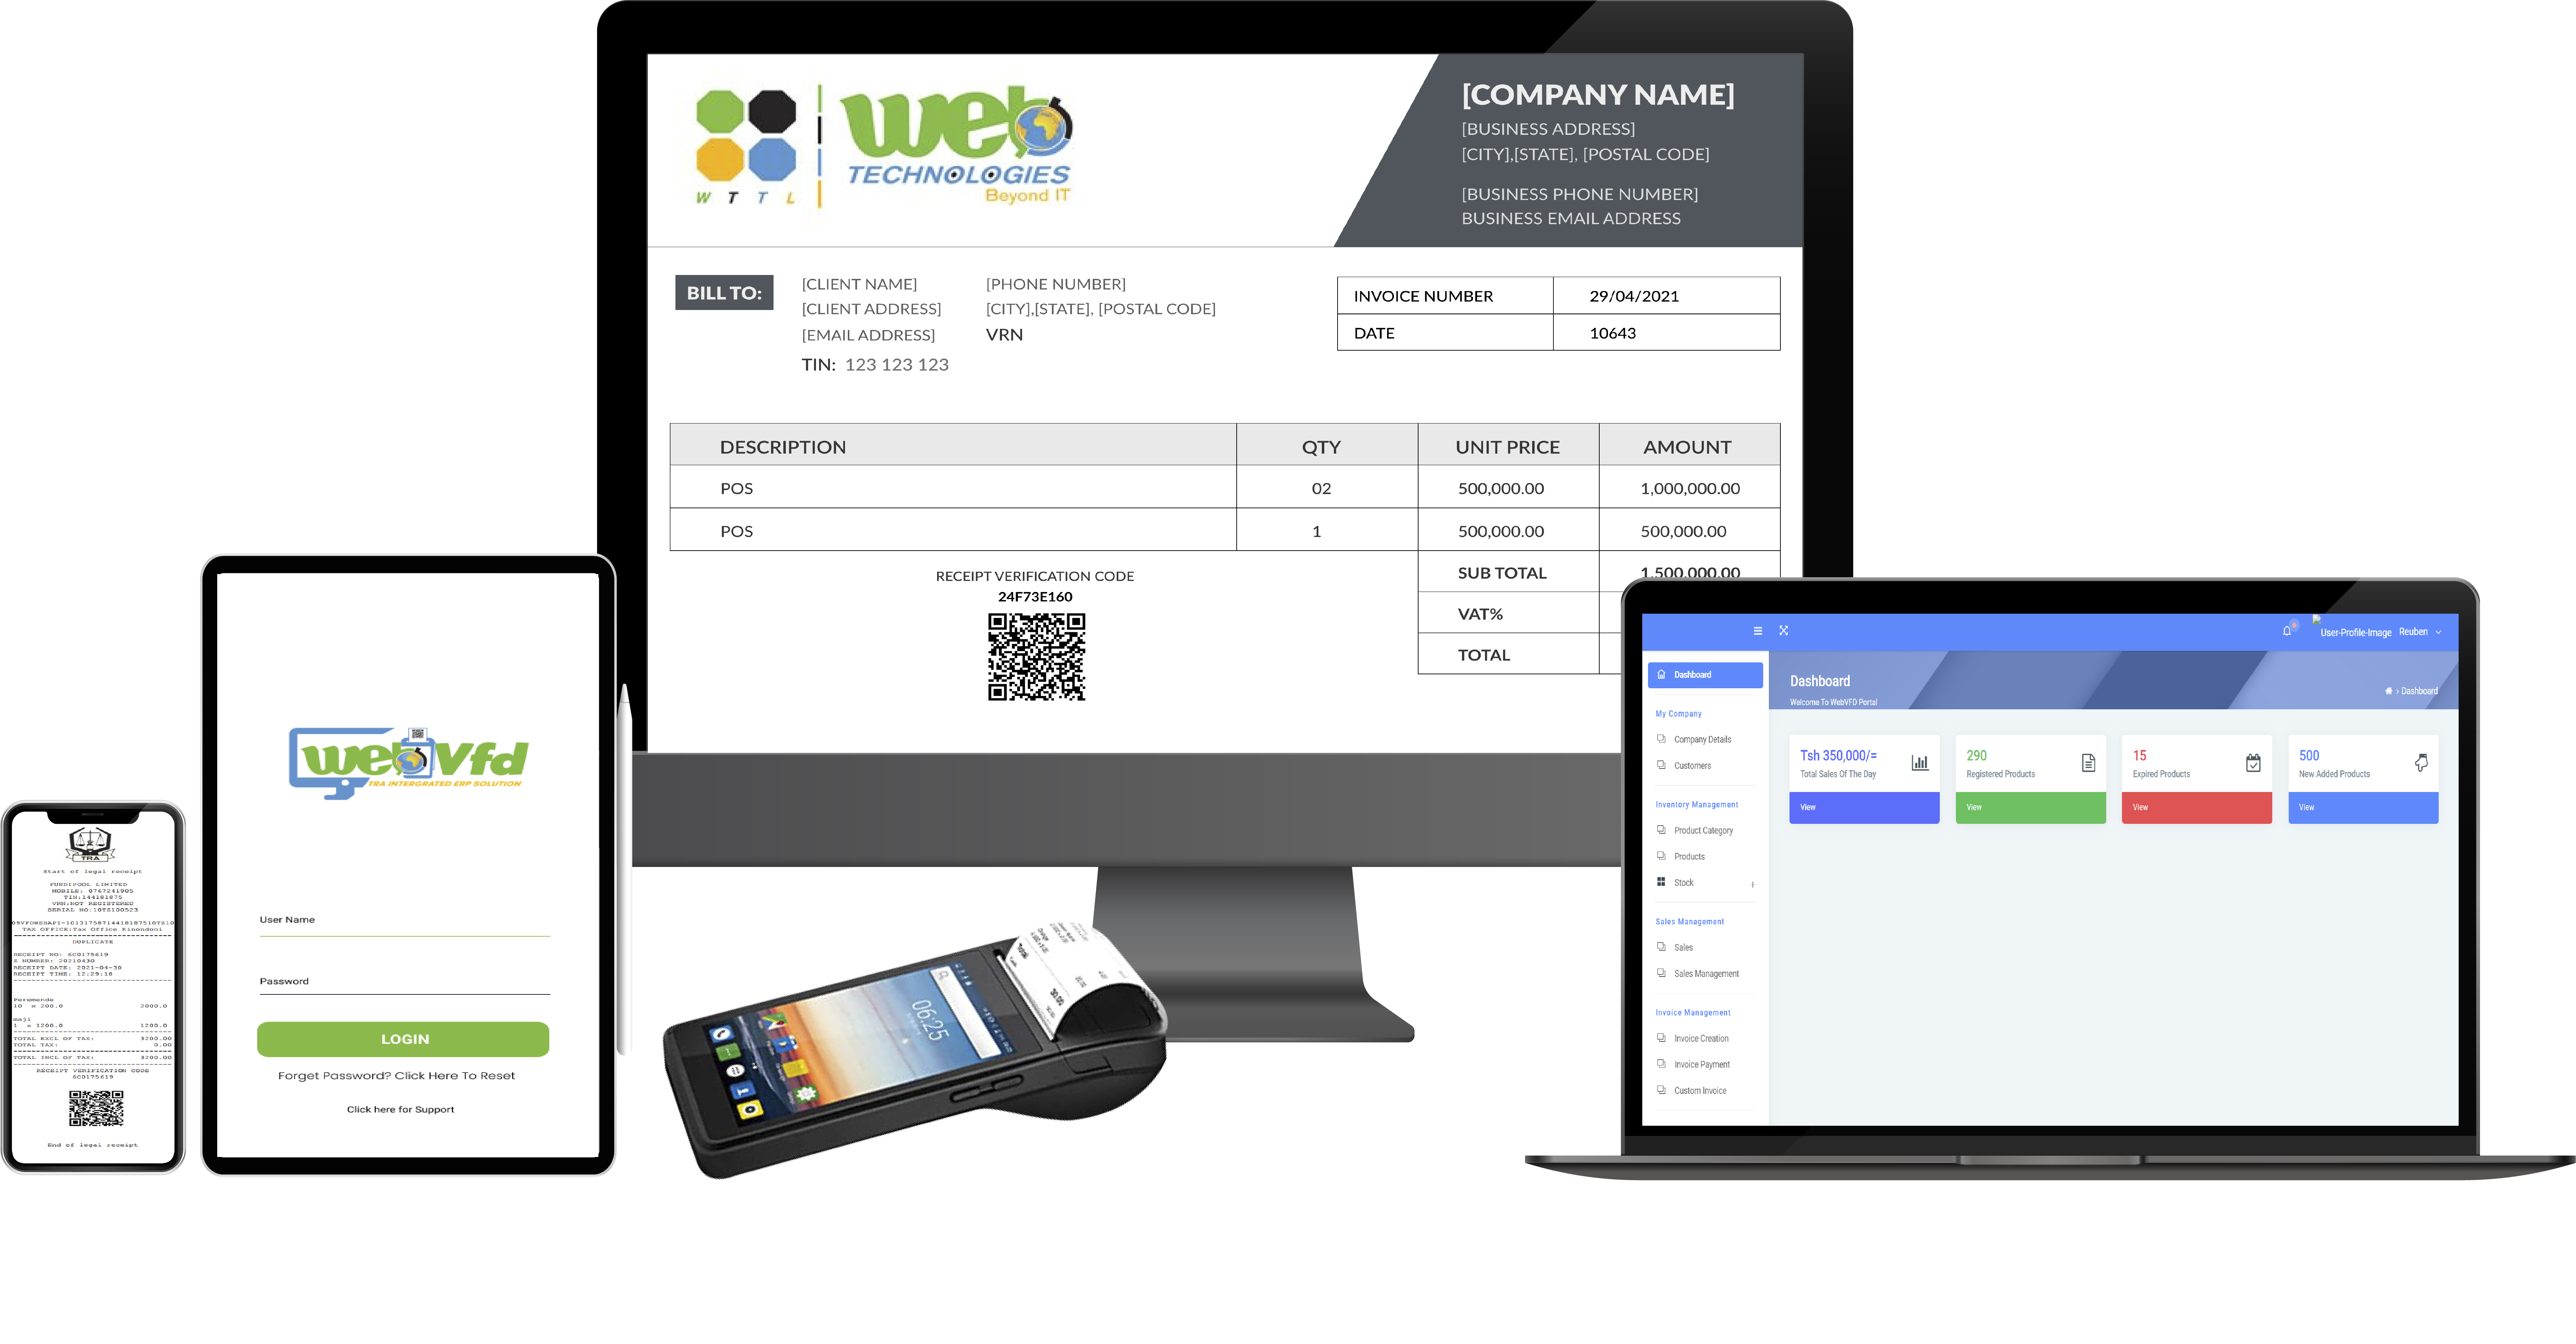 web
TECHNOLOGIES
Beyond IT
W T T L
[COMPANY NAME]
[BUSINESS ADDRESS]
[CITY],[STATE], [POSTAL CODE]
[BUSINESS PHONE NUMBER]
BUSINESS EMAIL ADDRESS
BILL TO:
[CLIENT NAME] [PHONE NUMBER]
[CLIENT ADDRESS] [CITY],[STATE], [POSTAL CODE]
[EMAIL ADDRESS] VRN
TIN: 123 123 123
INVOICE NUMBER 29/04/2021
DATE 10643
DESCRIPTION QTY UNIT PRICE AMOUNT
POS 02 500,000.00 1,000,000.00
POS 1 500,000.00 500,000.00
SUB TOTAL 1,500,000.00
VAT%
TOTAL
RECEIPT VERIFICATION CODE
24F73E160
TRA
Start of legal receipt
FUNDIPOOL LIMITED
MOBILE: 0767241905
TIN:144181875
VRN:NOT REGISTERED
SERIAL NO:10TZ100523
TAX OFFICE:Tax Office Kinondoni
DUPLICATE
RECEIPT NO: 6C0175619
Z NUMBER: 20210430
RECEIPT DATE: 2021-04-30
RECEIPT TIME: 12:29:18
Peremende
10 x 200.0 2000.0
maji
1 x 1200.0 1200.0
TOTAL EXCL OF TAX: 3200.00
TOTAL TAX: 0.00
TOTAL INCL OF TAX: 3200.00
RECEIPT VERIFICATION CODE
6C0175619
End of legal receipt
web Vfd
TRA INTERGRATED ERP SOLUTION
User Name
Password
LOGIN
Forget Password? Click Here To Reset
Click here for Support
06:25
Total
30.00
User-Profile-Image Reuben
Dashboard
My Company
Company Details
Customers
Inventory Management
Product Category
Products
Stock +
Sales Management
Sales
Sales Management
Invoice Management
Invoice Creation
Invoice Payment
Custom Invoice
Dashboard
Welcome To WebVFD Portal
› Dashboard
Tsh 350,000/=
Total Sales Of The Day
View
290
Registered Products
View
15
Expired Products
View
500
New Added Products
View